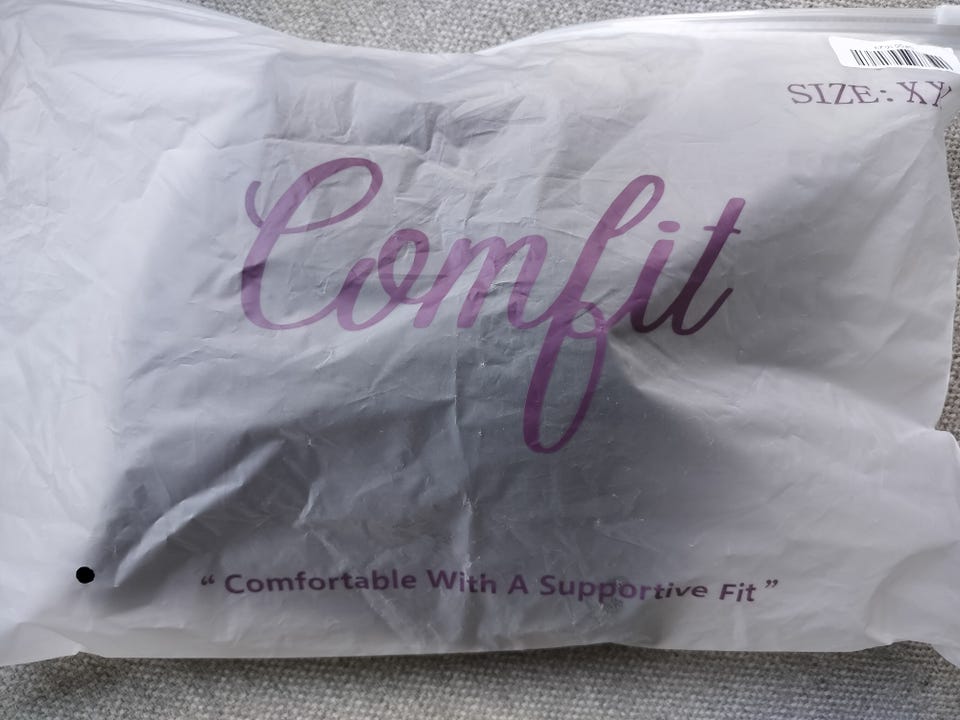 SIZE:
Comfit
“ Comfortable With A Supportive Fit ”